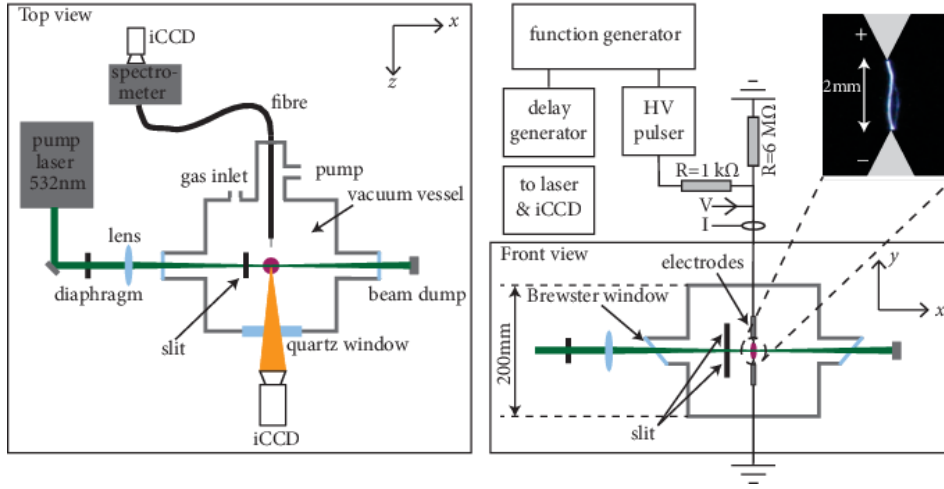 Top view
iCCD
x
z
spectro-
meter
fibre
pump
laser
532nm
gas inlet
pump
vacuum vessel
lens
diaphragm
slit
beam dump
quartz window
iCCD
function generator
delay
generator
HV
pulser
to laser
& iCCD
R=1 kΩ
R=6 MΩ
V
I
+
2mm
−
Front view
electrodes
y
x
Brewster window
200mm
slit